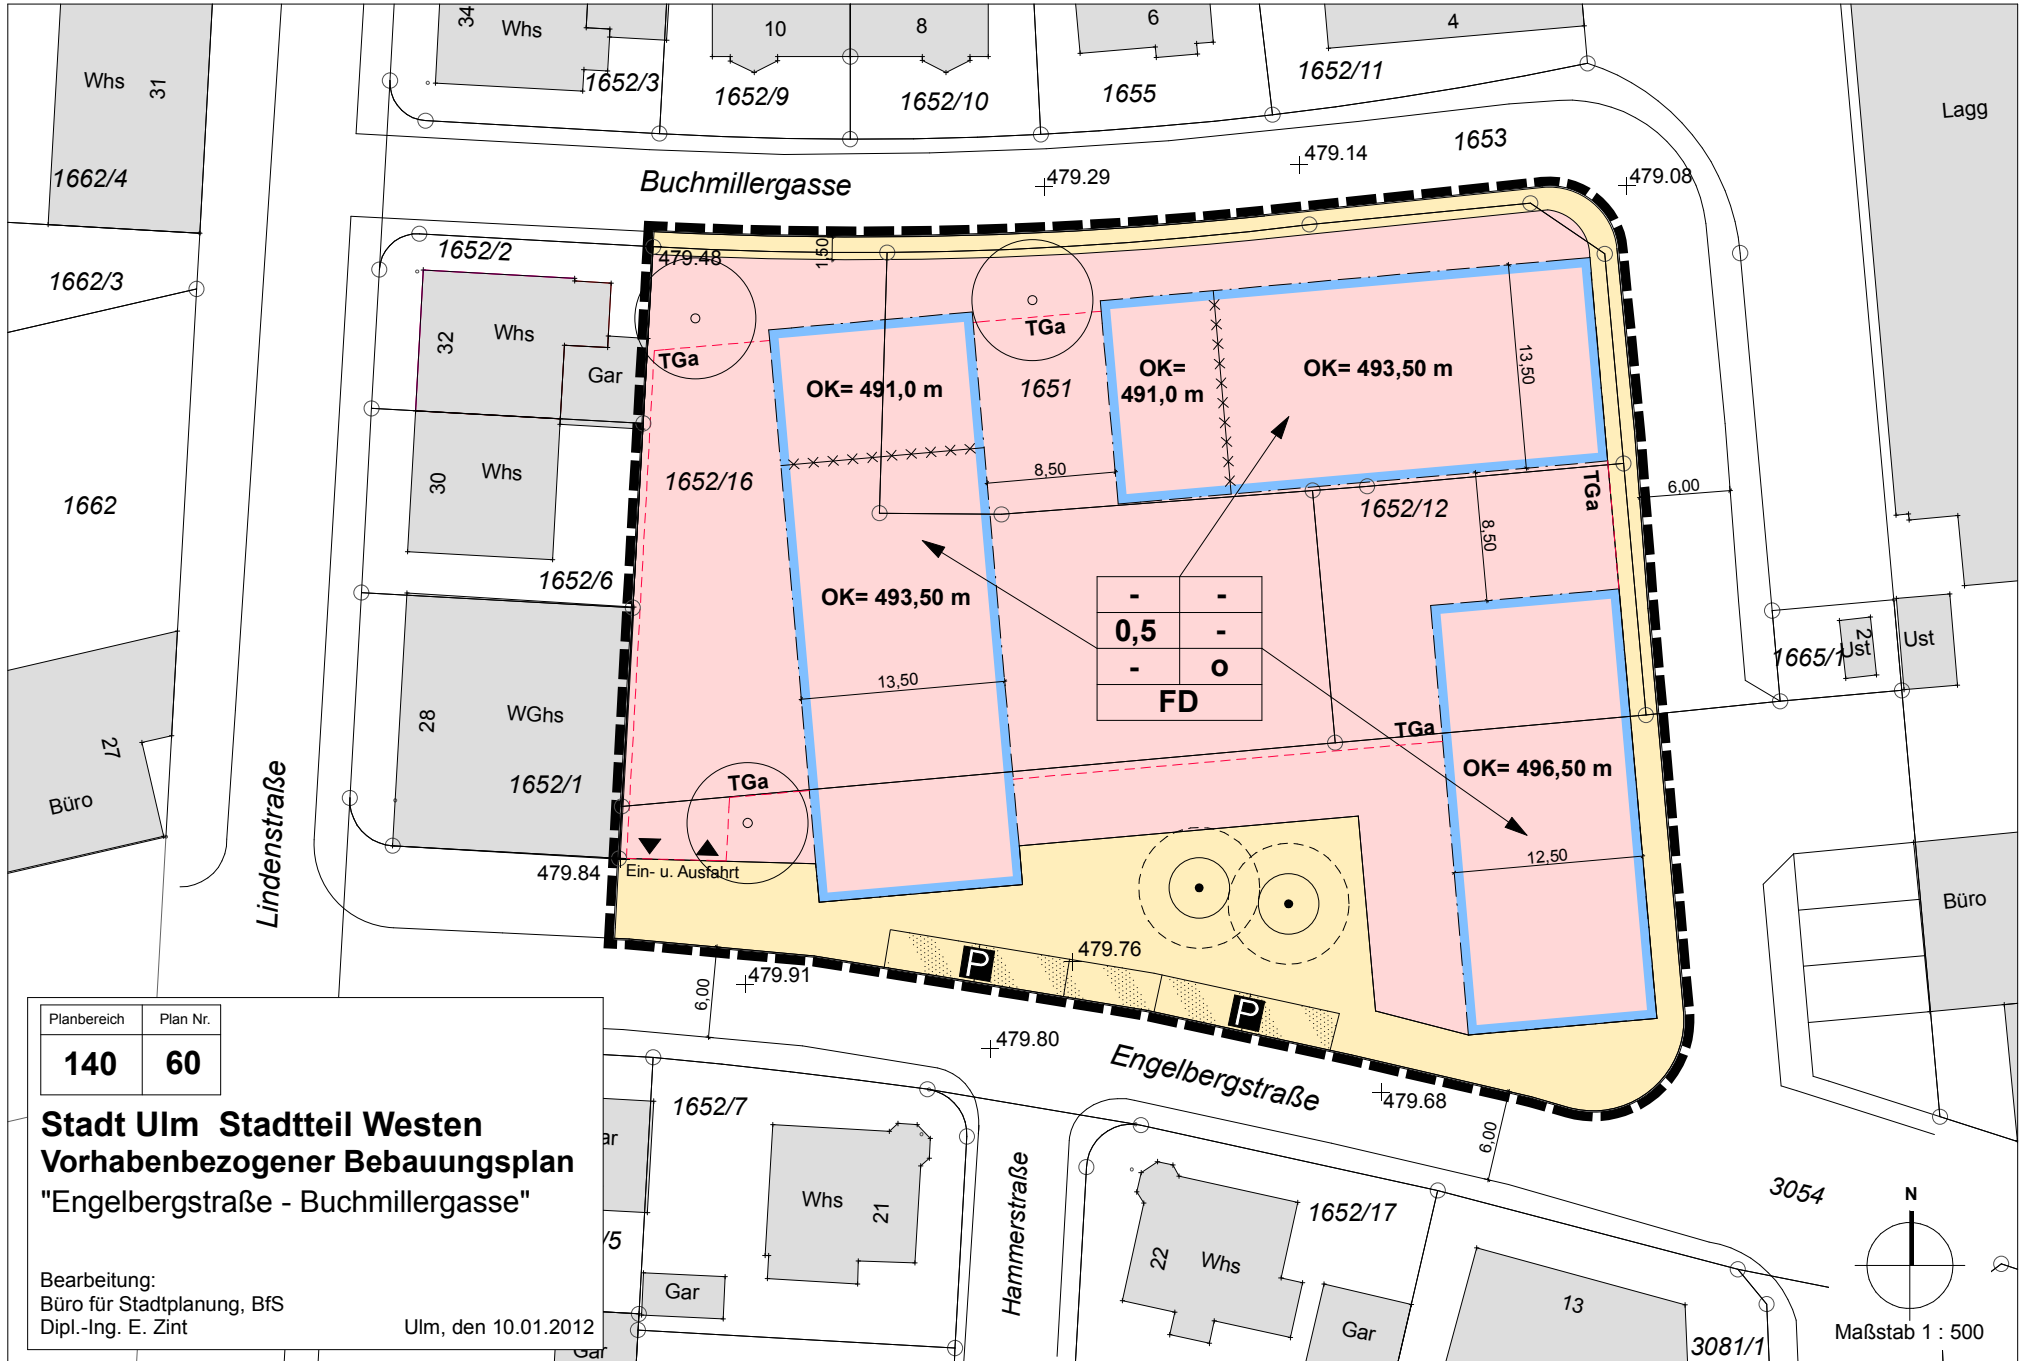 34
Whs
10
8
6
4
Whs
31
1652/3
1652/9
1652/10
1655
1652/11
Lagg
1662/4
1653
479.14
479.29
479.08
Buchmillergasse
1652/2
479.48
1,50
1662/3
32
Whs
Gar
TGa
TGa
1651
OK= 491,0 m
OK=
491,0 m
OK= 493,50 m
13,50
30
Whs
1652/16
8,50
1652/12
TGa
6,00
1662
8,50
1652/6
OK= 493,50 m
- -
0,5 -
- o
FD
2
Ust
Ust
1665/1
13,50
28
WGhs
TGa
27
Büro
1652/1
TGa
OK= 496,50 m
Lindenstraße
12,50
479.84
Ein- u. Ausfahrt
Büro
P
479.76
479.91
6,00
P
479.80
Engelbergstraße
479.68
6,00
Planbereich Plan Nr.
140 60
Stadt Ulm Stadtteil Westen
Vorhabenbezogener Bebauungsplan
"Engelbergstraße - Buchmillergasse"
Bearbeitung:
Büro für Stadtplanung, BfS
Dipl.-Ing. E. Zint Ulm, den 10.01.2012
ar
1652/7
Whs
21
/5
Gar
Gar
Hammerstraße
22
Whs
1652/17
Gar
13
3054
3081/1
N
Maßstab 1 : 500